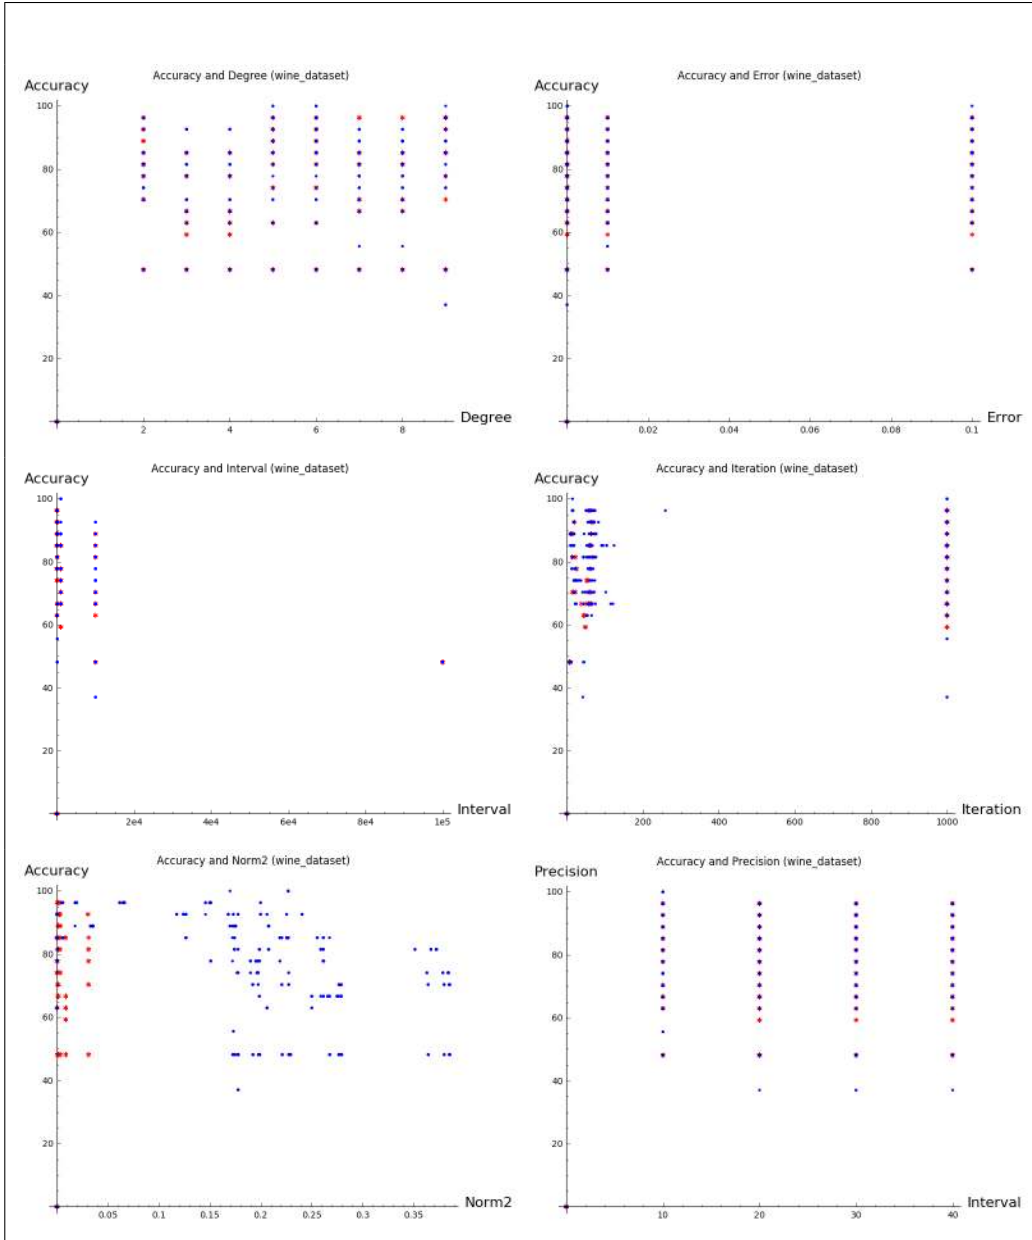 Accuracy and Degree (wine_dataset)
Accuracy
100
80
60
40
20
2 4 6 8
Degree
Accuracy and Error (wine_dataset)
Accuracy
100
80
60
40
20
0.02 0.04 0.06 0.08 0.1
Error
Accuracy and Interval (wine_dataset)
Accuracy
100
80
60
40
20
2e4 4e4 6e4 8e4 1e5
Interval
Accuracy and Iteration (wine_dataset)
Accuracy
100
80
60
40
20
200 400 600 800 1000
Iteration
Accuracy and Norm2 (wine_dataset)
Accuracy
100
80
60
40
20
0.05 0.1 0.15 0.2 0.25 0.3 0.35
Norm2
Accuracy and Precision (wine_dataset)
Precision
100
80
60
40
20
10 20 30 40
Interval